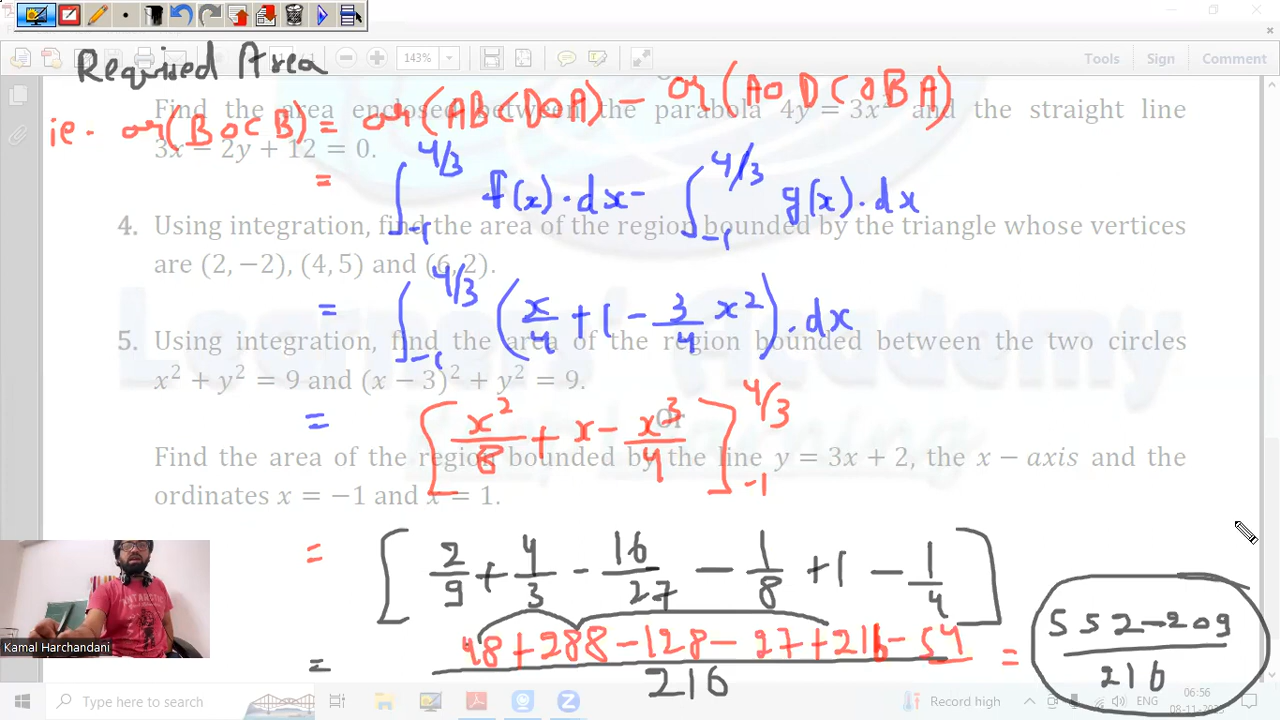 143%
Tools Sign Comment
Required Area
Find the area enclosed between the parabola 4y = 3x² and the straight line
ie. ar(BOCB) = ar(ABCDOA) - ar(AODCOBA)
3x - 2y + 12 = 0.
= ∫_{-1}^{4/3} f(x)·dx - ∫_{-1}^{4/3} g(x)·dx
4. Using integration, find the area of the region bounded by the triangle whose vertices
are (2, −2), (4, 5) and (6, 2).
= ∫_{-1}^{4/3} (x/4 + 1 - 3/4 x²)·dx
5. Using integration, find the area of the region bounded between the two circles
x² + y² = 9 and (x − 3)² + y² = 9.
= [x²/8 + x - x³/4]_{-1}^{4/3}
Or
Find the area of the region bounded by the line y = 3x + 2, the x − axis and the
ordinates x = −1 and x = 1.
= [2/9 + 4/3 - 16/27 - 1/8 + 1 - 1/4]
= (48 + 288 - 128 - 27 + 216 - 54)/216 = (552 - 209)/216
Kamal Harchandani
Type here to search
Record high
ENG
06:56